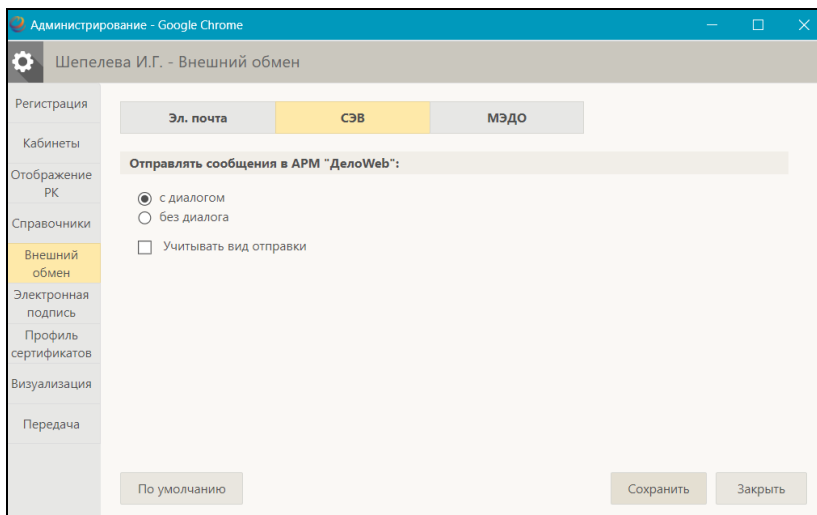 Администрирование - Google Chrome
Шепелева И.Г. - Внешний обмен
Регистрация
Кабинеты
Отображение
РК
Справочники
Внешний
обмен
Электронная
подпись
Профиль
сертификатов
Визуализация
Передача
Эл. почта
СЭВ
МЭДО
Отправлять сообщения в АРМ "ДелоWeb":
с диалогом
без диалога
Учитывать вид отправки
По умолчанию
Сохранить
Закрыть